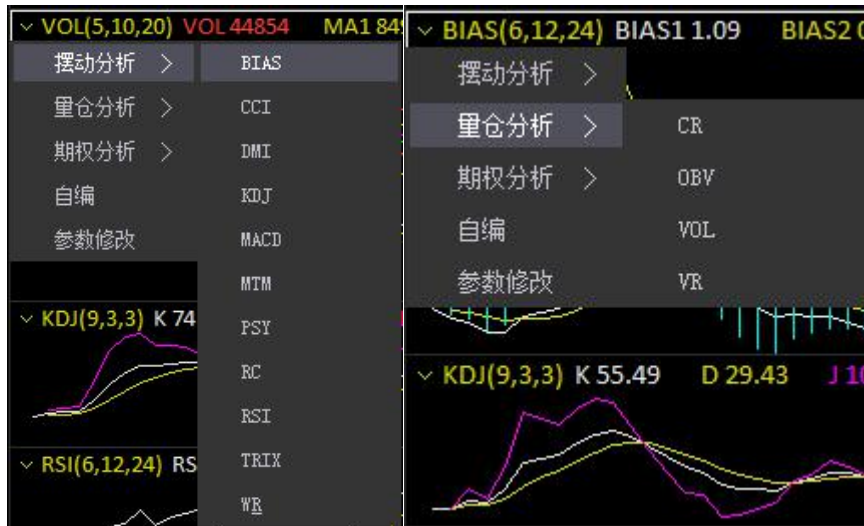 VOL(5,10,20) VOL 44854 MA1 849
摆动分析 > BIAS
量仓分析 > CCI
期权分析 > DMI
自编 KDJ
参数修改 MACD
MTM
KDJ(9,3,3) K 74 PSY
RC
RSI
RSI(6,12,24) RS TRIX
WR
BIAS(6,12,24) BIAS1 1.09 BIAS2
摆动分析 >
量仓分析 > CR
期权分析 > OBV
自编 VOL
参数修改 VR
KDJ(9,3,3) K 55.49 D 29.43 J 10